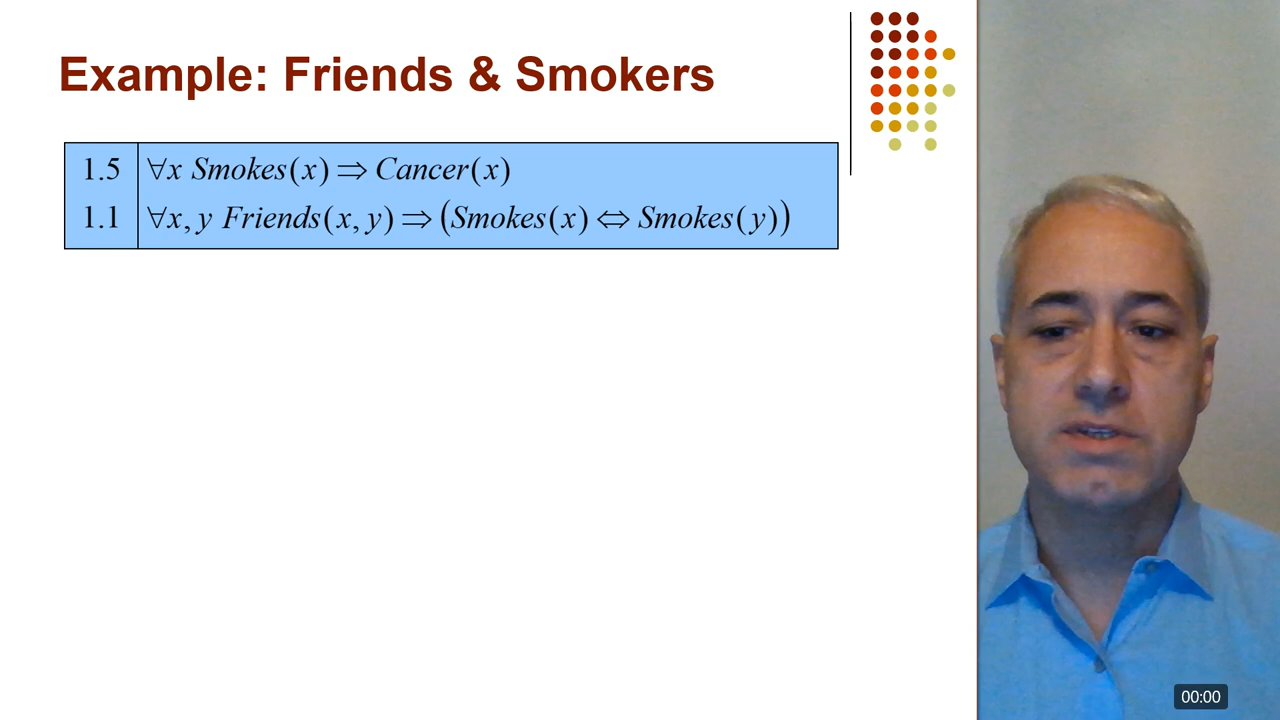 Example: Friends & Smokers
1.5 ∀x Smokes(x) ⇒ Cancer(x)
1.1 ∀x, y Friends(x, y) ⇒ (Smokes(x) ⇔ Smokes(y))
00:00